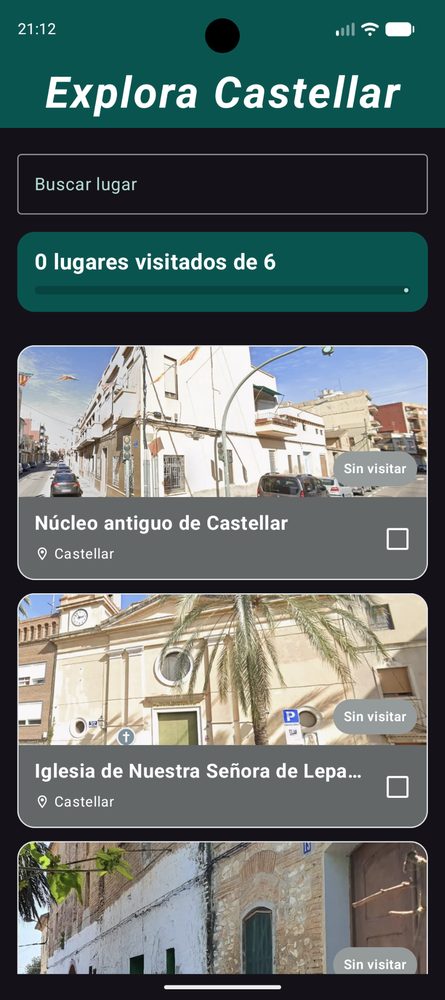 21:12
Explora Castellar
Buscar lugar
0 lugares visitados de 6
Sin visitar
Núcleo antiguo de Castellar
Castellar
P
Sin visitar
Iglesia de Nuestra Señora de Lepa...
Castellar
Sin visitar